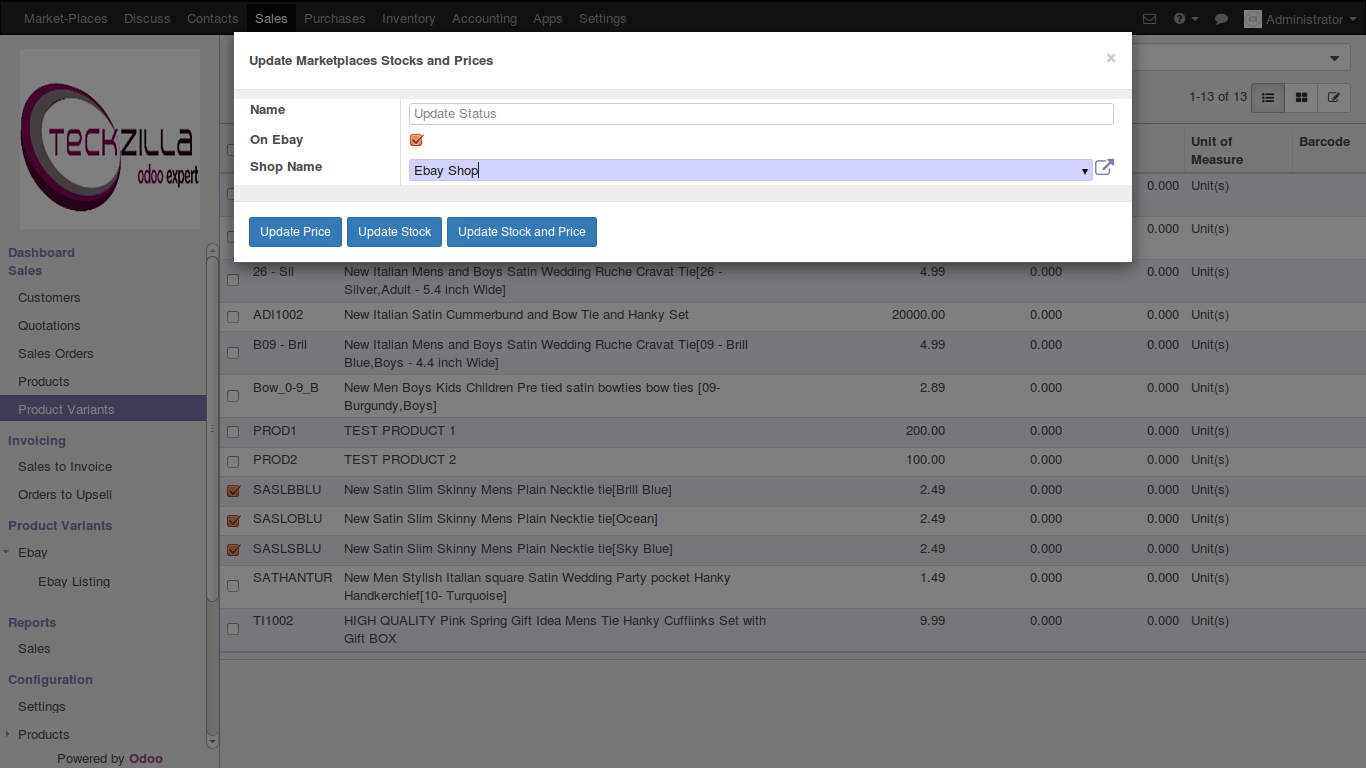 Market-Places Discuss Contacts Sales Purchases Inventory Accounting Apps Settings Administrator
Update Marketplaces Stocks and Prices ×
Name Update Status
On Ebay
Shop Name Ebay Shop
Update Price Update Stock Update Stock and Price
TECKZILLA
odoo expert
Dashboard
Sales
Customers
Quotations
Sales Orders
Products
Product Variants
Invoicing
Sales to Invoice
Orders to Upsell
Product Variants
Ebay
Ebay Listing
Reports
Sales
Configuration
Settings
Products
Powered by Odoo
1-13 of 13
Unit of
Measure
Barcode
0.000 Unit(s)
0.000 Unit(s)
26 - Sil New Italian Mens and Boys Satin Wedding Ruche Cravat Tie[26 - 4.99 0.000 0.000 Unit(s)
Silver,Adult - 5.4 inch Wide]
ADI1002 New Italian Satin Cummerbund and Bow Tie and Hanky Set 20000.00 0.000 0.000 Unit(s)
B09 - Bril New Italian Mens and Boys Satin Wedding Ruche Cravat Tie[09 - Brill 4.99 0.000 0.000 Unit(s)
Blue,Boys - 4.4 inch Wide]
Bow_0-9_B New Men Boys Kids Children Pre tied satin bowties bow ties [09- 2.89 0.000 0.000 Unit(s)
Burgundy,Boys]
PROD1 TEST PRODUCT 1 200.00 0.000 0.000 Unit(s)
PROD2 TEST PRODUCT 2 100.00 0.000 0.000 Unit(s)
SASLBBLU New Satin Slim Skinny Mens Plain Necktie tie[Brill Blue] 2.49 0.000 0.000 Unit(s)
SASLOBLU New Satin Slim Skinny Mens Plain Necktie tie[Ocean] 2.49 0.000 0.000 Unit(s)
SASLSBLU New Satin Slim Skinny Mens Plain Necktie tie[Sky Blue] 2.49 0.000 0.000 Unit(s)
SATHANTUR New Men Stylish Italian square Satin Wedding Party pocket Hanky 1.49 0.000 0.000 Unit(s)
Handkerchief[10- Turquoise]
TI1002 HIGH QUALITY Pink Spring Gift Idea Mens Tie Hanky Cufflinks Set with 9.99 0.000 0.000 Unit(s)
Gift BOX